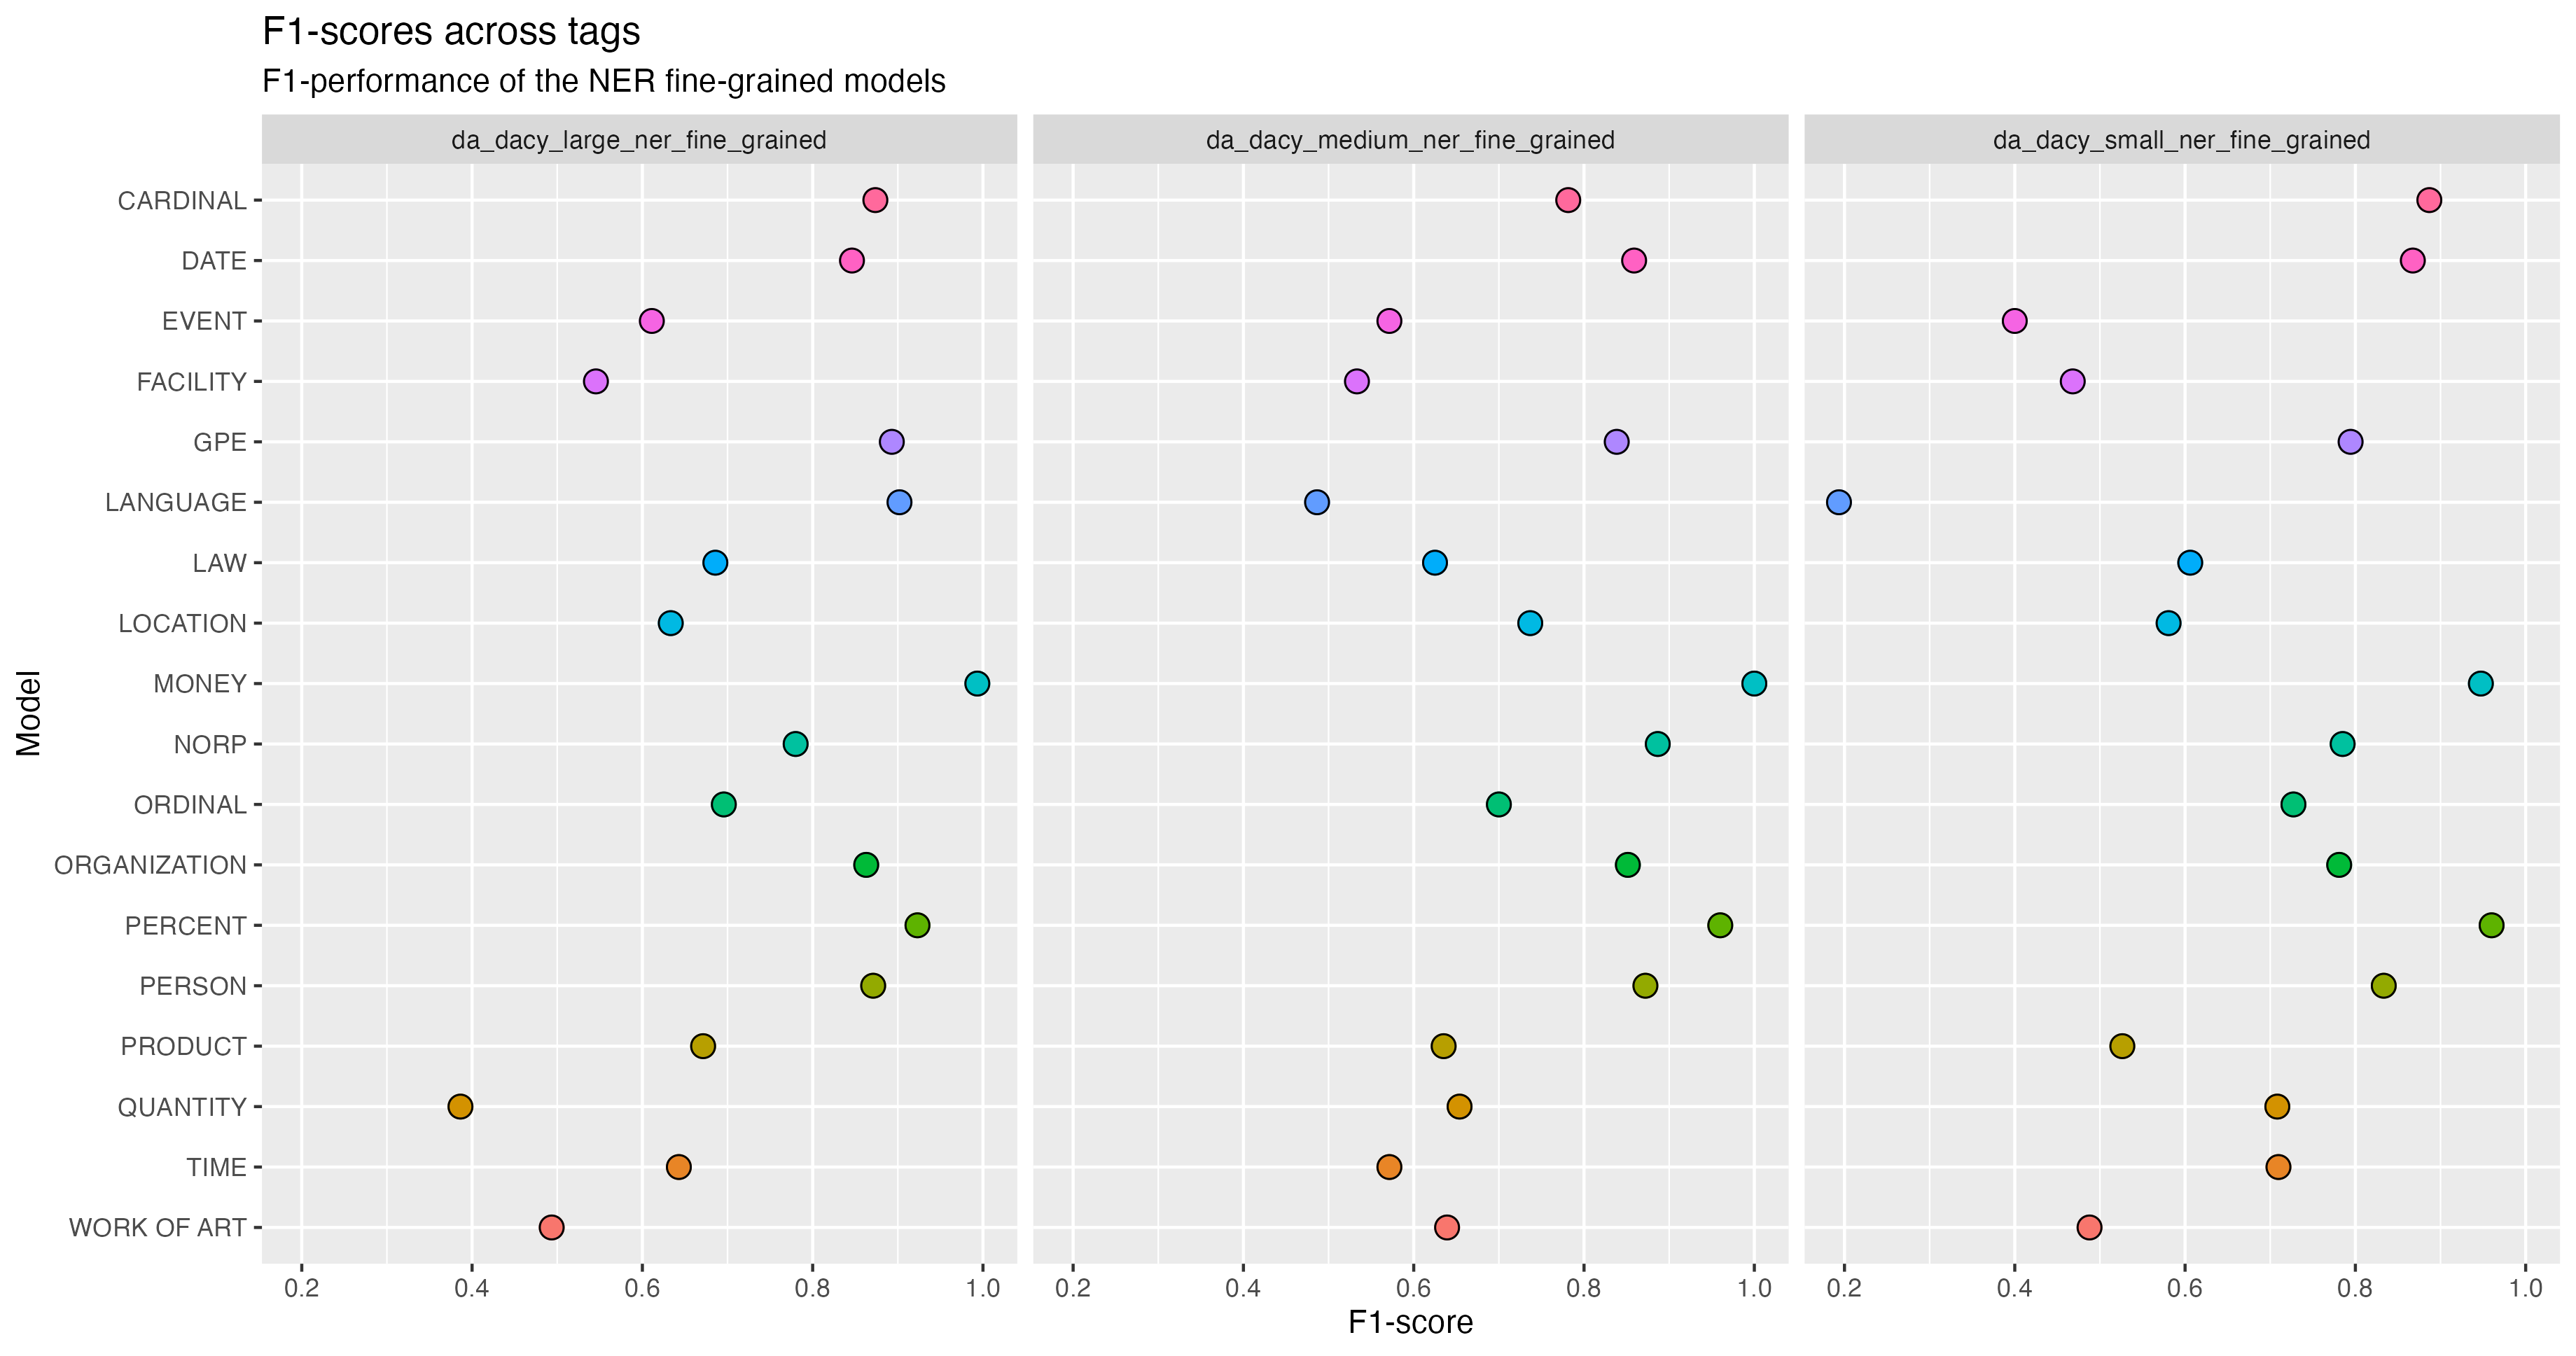 F1-scores across tags
F1-performance of the NER fine-grained models
da_dacy_large_ner_fine_grained
da_dacy_medium_ner_fine_grained
da_dacy_small_ner_fine_grained
Model
CARDINAL
DATE
EVENT
FACILITY
GPE
LANGUAGE
LAW
LOCATION
MONEY
NORP
ORDINAL
ORGANIZATION
PERCENT
PERSON
PRODUCT
QUANTITY
TIME
WORK OF ART
0.2 0.4 0.6 0.8 1.0
0.2 0.4 0.6 0.8 1.0
0.2 0.4 0.6 0.8 1.0
F1-score